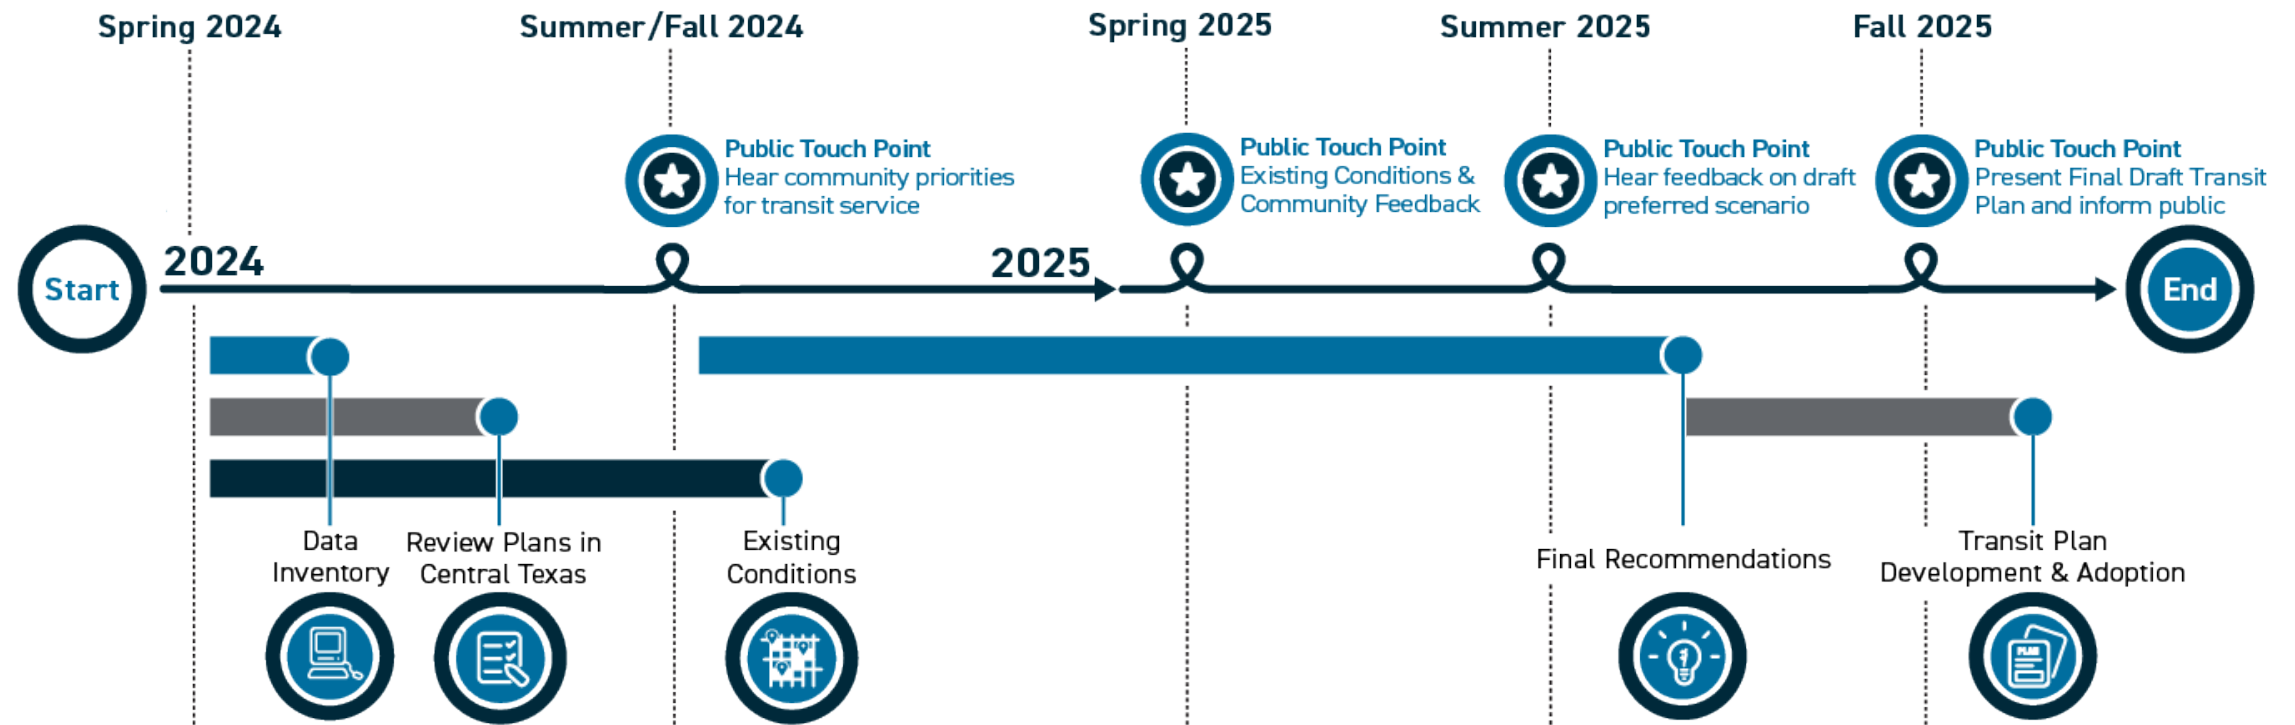 Spring 2024
Summer/Fall 2024
Spring 2025
Summer 2025
Fall 2025
Public Touch Point
Hear community priorities
for transit service
Public Touch Point
Existing Conditions &
Community Feedback
Public Touch Point
Hear feedback on draft
preferred scenario
Public Touch Point
Present Final Draft Transit
Plan and inform public
Start
2024
2025
End
Data
Inventory
Review Plans in
Central Texas
Existing
Conditions
Final Recommendations
Transit Plan
Development & Adoption
PLAN